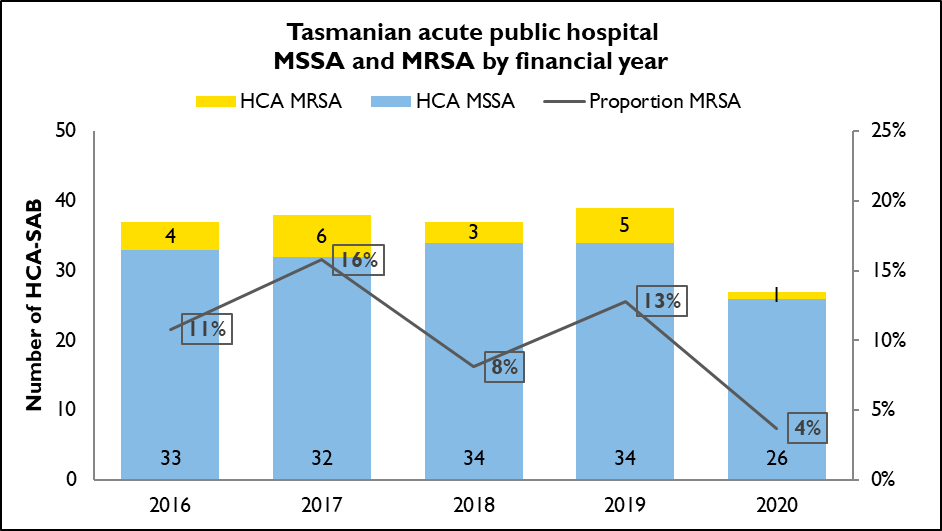 Tasmanian acute public hospital
MSSA and MRSA by financial year
HCA MRSA HCA MSSA Proportion MRSA
50 25%
40 20%
30 15%
20 10%
10 5%
0 0%
Number of HCA-SAB
4 6 3 5 1
11% 16% 8% 13% 4%
33 32 34 34 26
2016 2017 2018 2019 2020